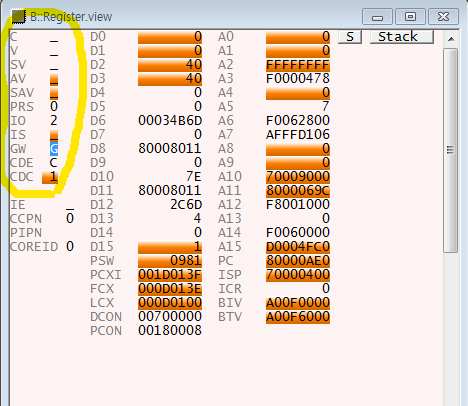 B::Register.view
C _ D0 0 A0 0 S Stack
V _ D1 0 A1 0
SV _ D2 40 A2 FFFFFFFF
AV _ D3 40 A3 F0000478
SAV _ D4 0 A4 0
PRS 0 D5 0 A5 7
IO 2 D6 00034B6D A6 F0062800
IS _ D7 0 A7 AFFFD106
GW G D8 80008011 A8 0
CDE C D9 0 A9 0
CDC 1 D10 7E A10 70009000
D11 80008011 A11 8000069C
IE _ D12 2C6D A12 F8001000
CCPN 0 D13 4 A13 0
PIPN D14 0 A14 F0060000
COREID 0 D15 1 A15 D0004FC0
PSW 0981 PC 80000AE0
PCXI 001D013F ISP 70000400
FCX 000D013E ICR 0
LCX 000D0100 BIV A00F0000
DCON 00700000 BTV A00F6000
PCON 00180008